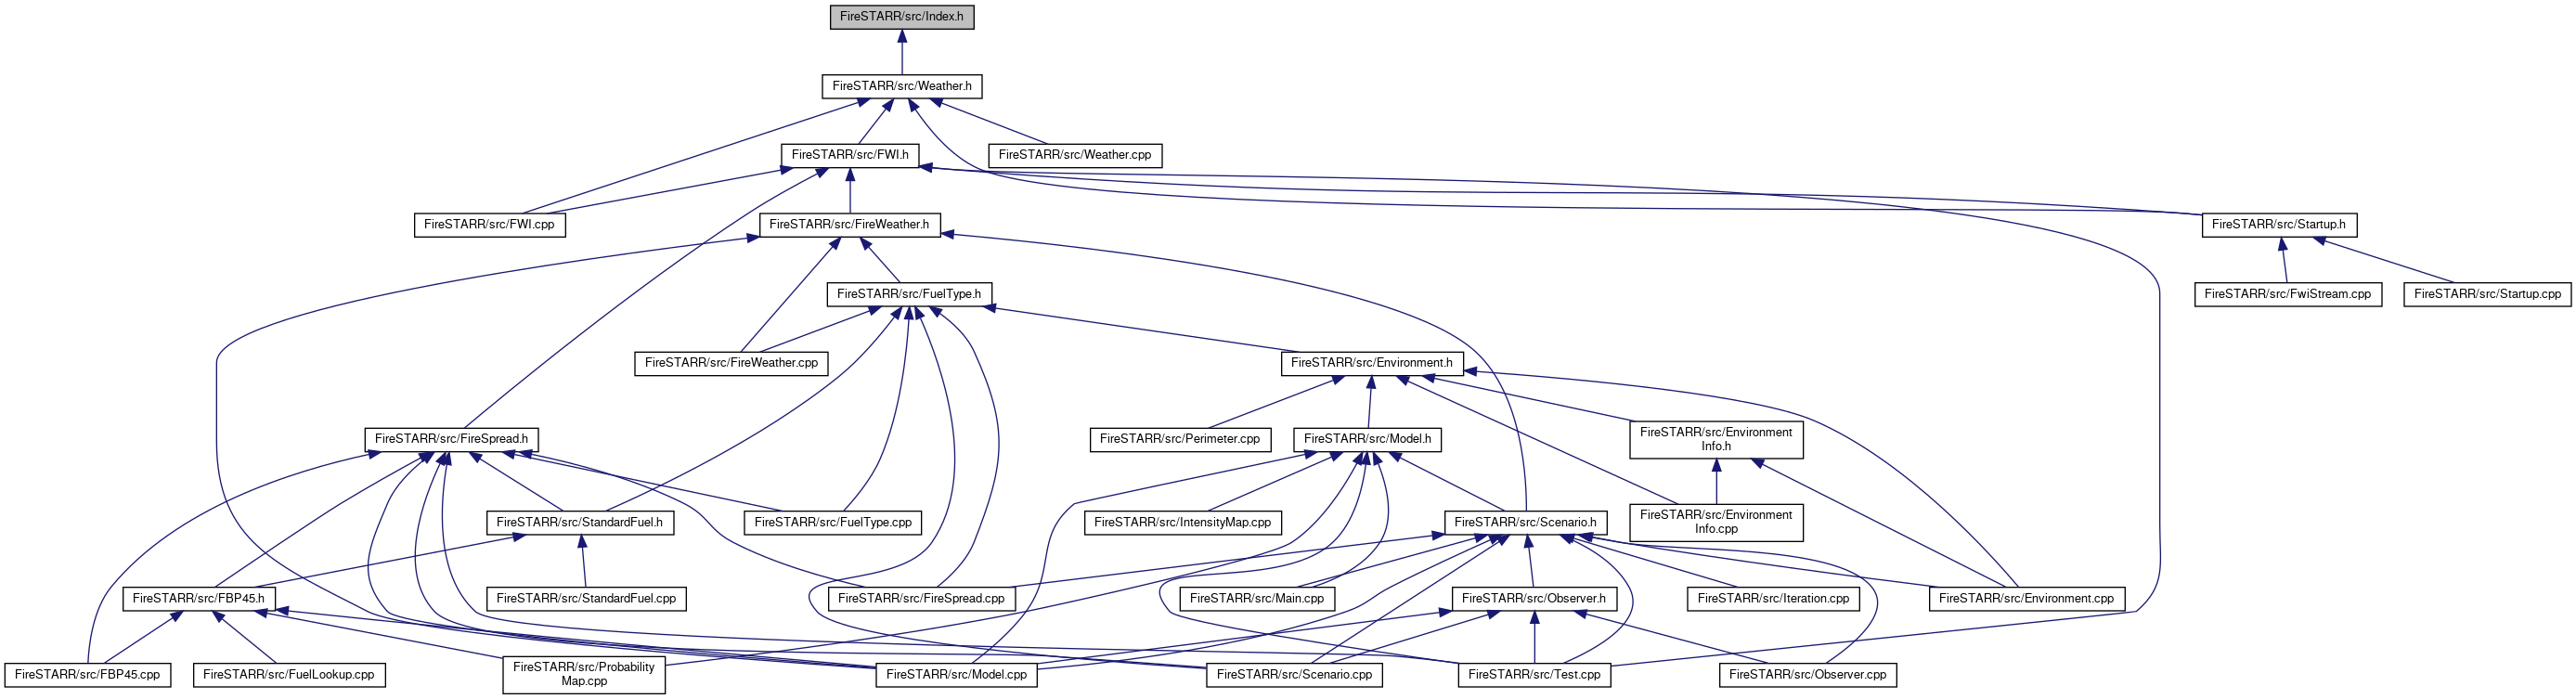 FireSTARR/src/Index.h
FireSTARR/src/Weather.h
FireSTARR/src/FWI.h
FireSTARR/src/Weather.cpp
FireSTARR/src/FWI.cpp
FireSTARR/src/FireWeather.h
FireSTARR/src/Startup.h
FireSTARR/src/FuelType.h
FireSTARR/src/FwiStream.cpp
FireSTARR/src/Startup.cpp
FireSTARR/src/FireWeather.cpp
FireSTARR/src/Environment.h
FireSTARR/src/FireSpread.h
FireSTARR/src/Perimeter.cpp
FireSTARR/src/Model.h
FireSTARR/src/Environment
Info.h
FireSTARR/src/StandardFuel.h
FireSTARR/src/FuelType.cpp
FireSTARR/src/IntensityMap.cpp
FireSTARR/src/Scenario.h
FireSTARR/src/Environment
Info.cpp
FireSTARR/src/FBP45.h
FireSTARR/src/StandardFuel.cpp
FireSTARR/src/FireSpread.cpp
FireSTARR/src/Main.cpp
FireSTARR/src/Observer.h
FireSTARR/src/Iteration.cpp
FireSTARR/src/Environment.cpp
FireSTARR/src/FBP45.cpp
FireSTARR/src/FuelLookup.cpp
FireSTARR/src/Probability
Map.cpp
FireSTARR/src/Model.cpp
FireSTARR/src/Scenario.cpp
FireSTARR/src/Test.cpp
FireSTARR/src/Observer.cpp